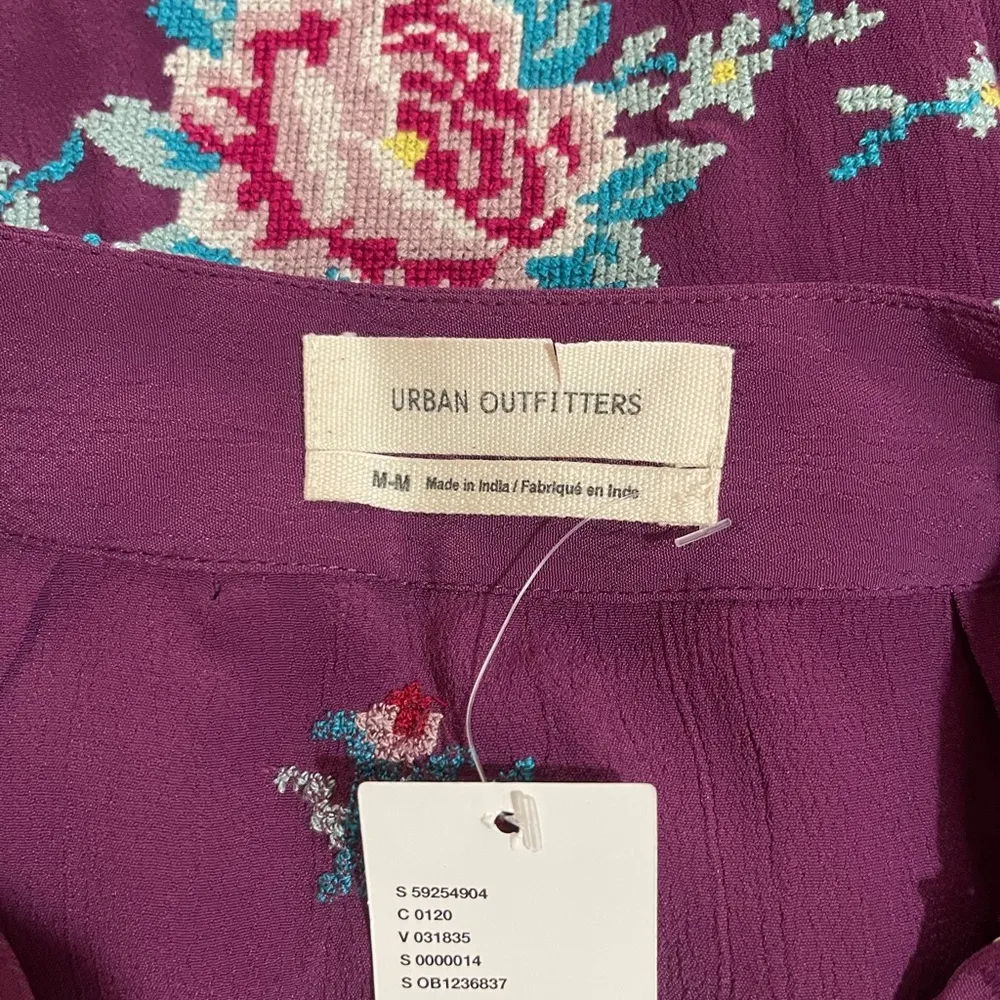 URBAN OUTFITTERS
M-M Made in India / Fabriqué en Inde
S 59254904
C 0120
V 031835
S 0000014
S OB1236837